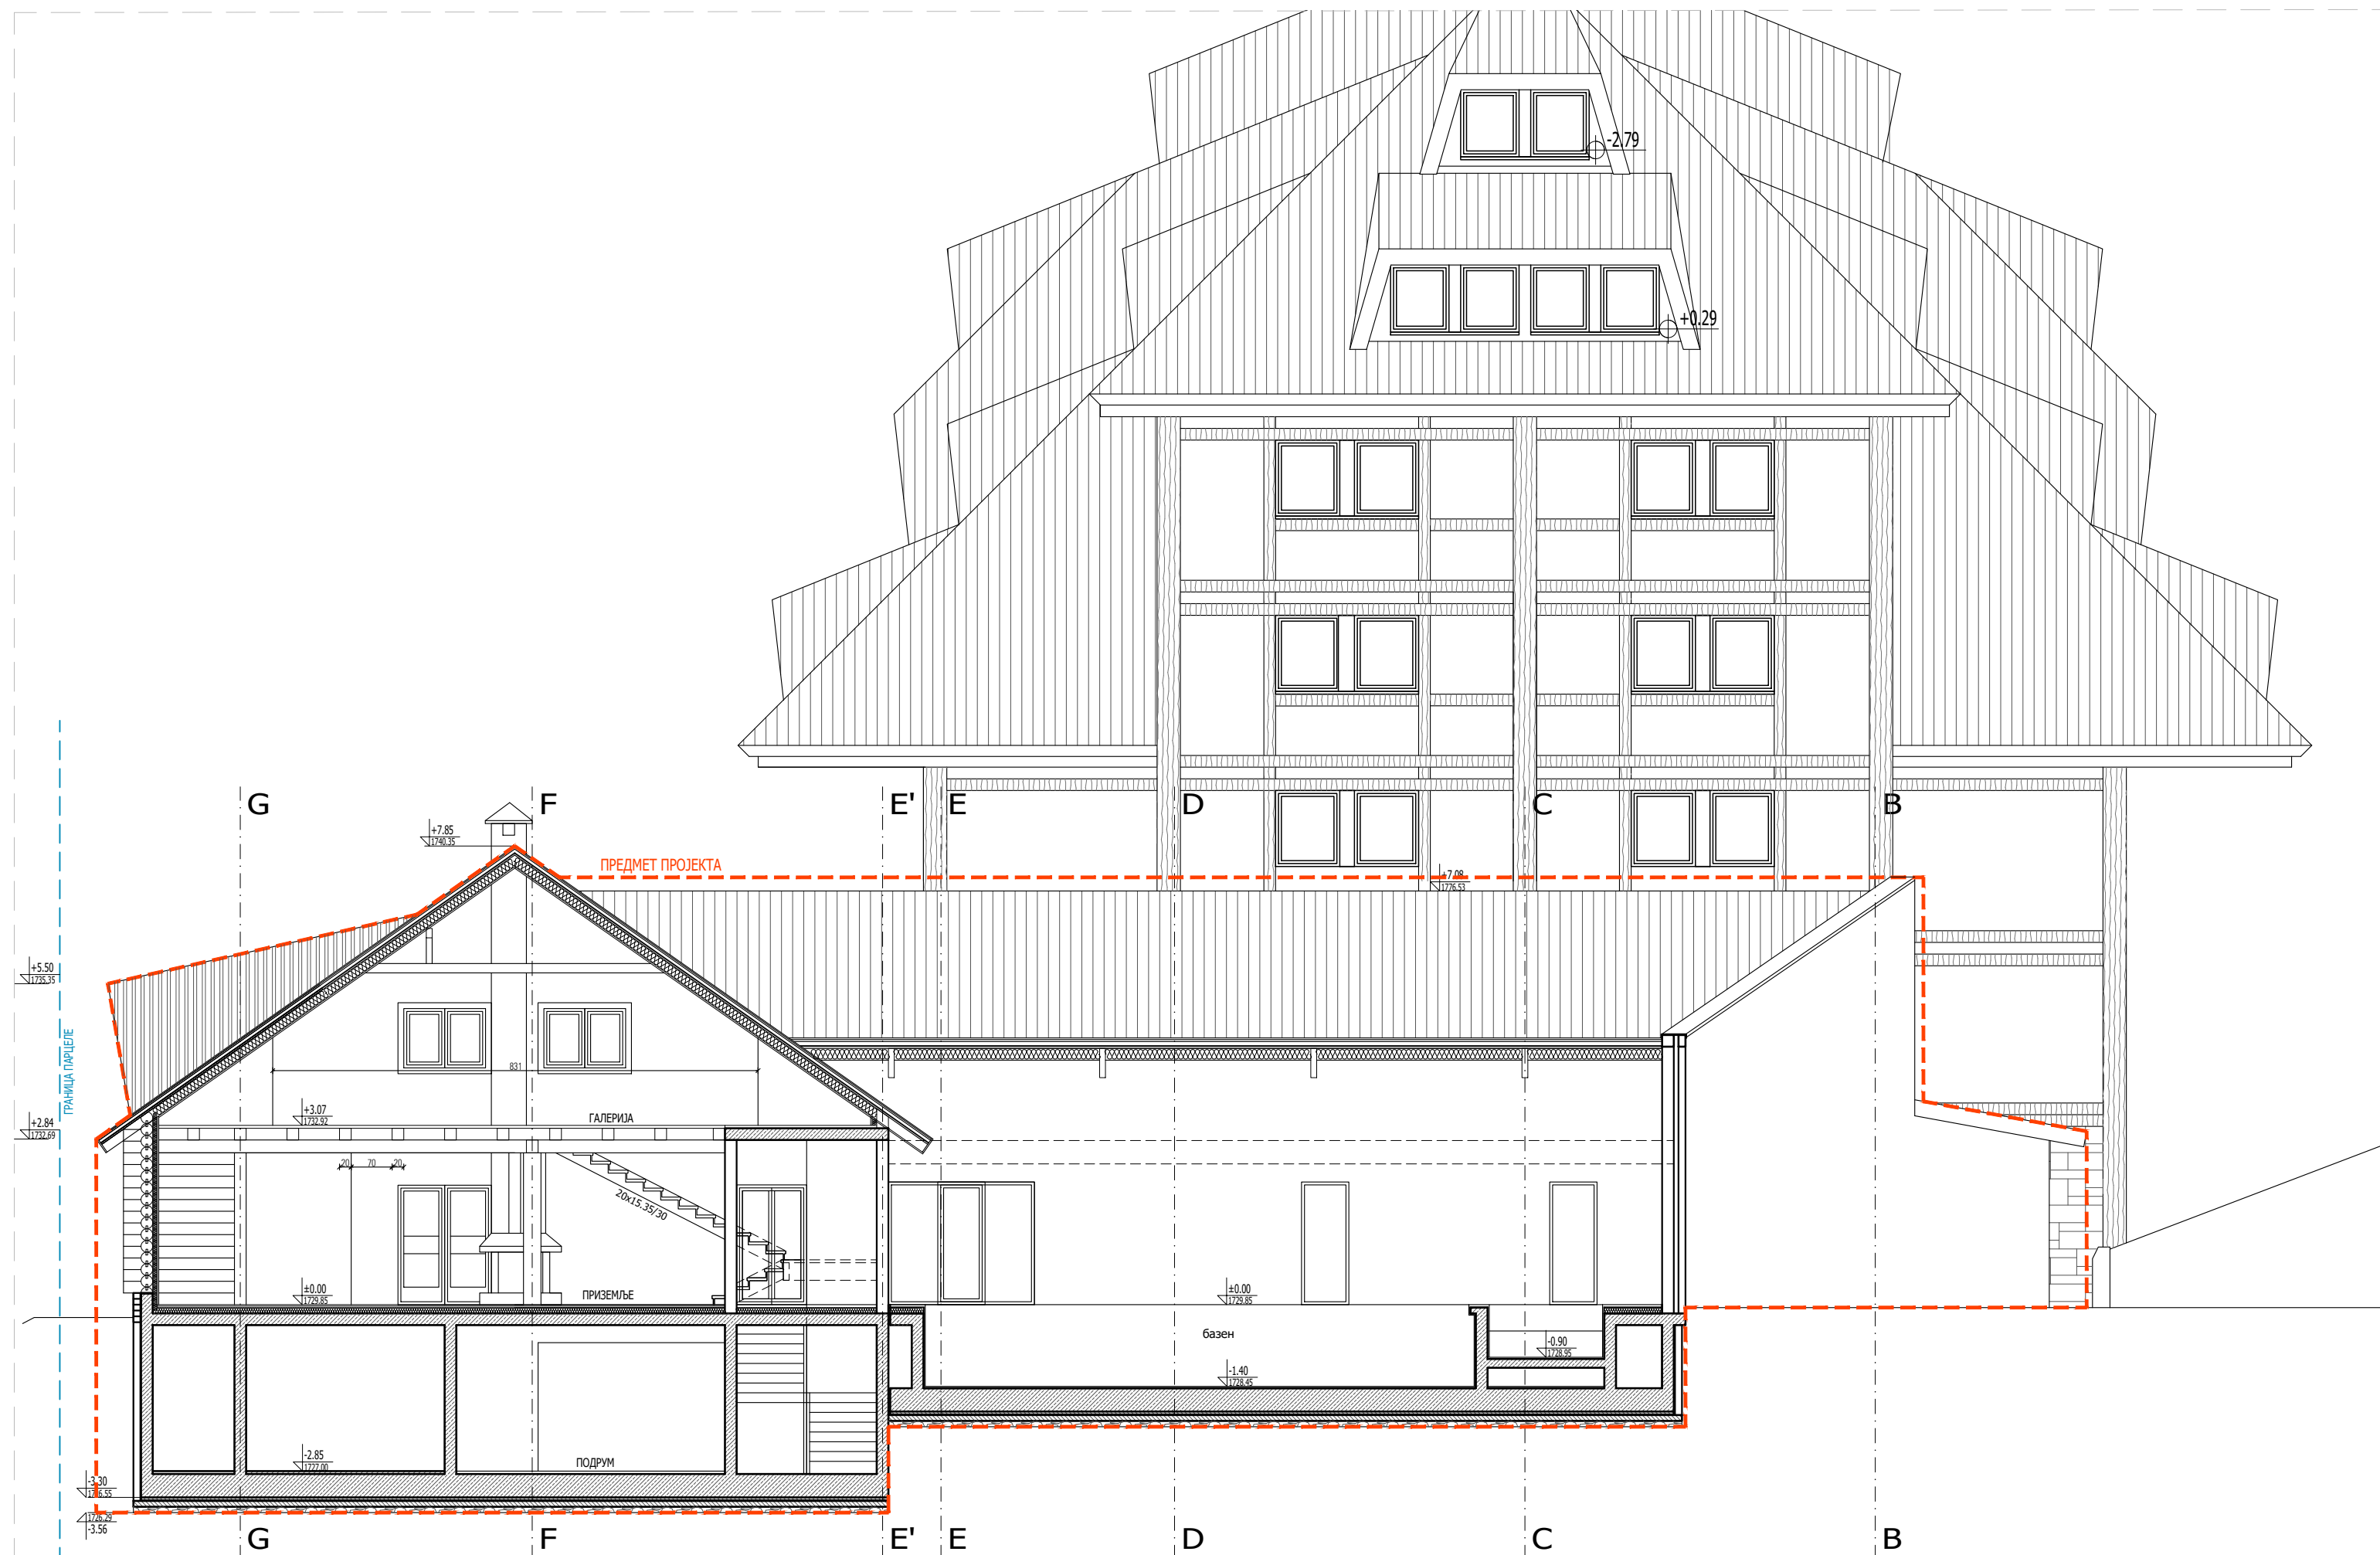 -2.79
+0.29
G F E' E D C B
+7.85
1740.35
ПРЕДМЕТ ПРОЈЕКТА
+7.08
1776.53
+5.50
1735.35
ГРАНИЦА ПАРЦЕЛЕ
831
+3.07
1732.92
ГАЛЕРИЈА
+2.84
1732.69
20 70 20
20x15.35/30
±0.00
1729.85
ПРИЗЕМЉЕ
±0.00
1729.85
базен
-0.90
1728.95
-1.40
1728.45
-2.85
1727.00
ПОДРУМ
-3.30
1726.55
1726.29
-3.56
G F E' E D C B